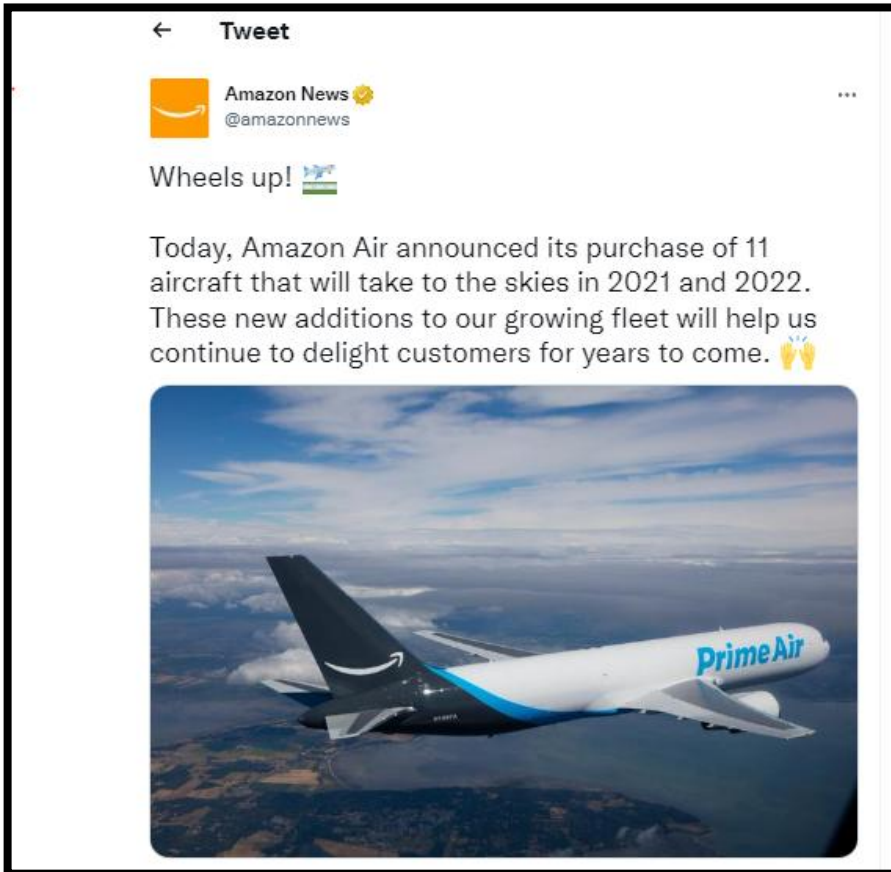 Tweet
Amazon News
@amazonnews
Wheels up!
Today, Amazon Air announced its purchase of 11
aircraft that will take to the skies in 2021 and 2022.
These new additions to our growing fleet will help us
continue to delight customers for years to come.
Prime Air